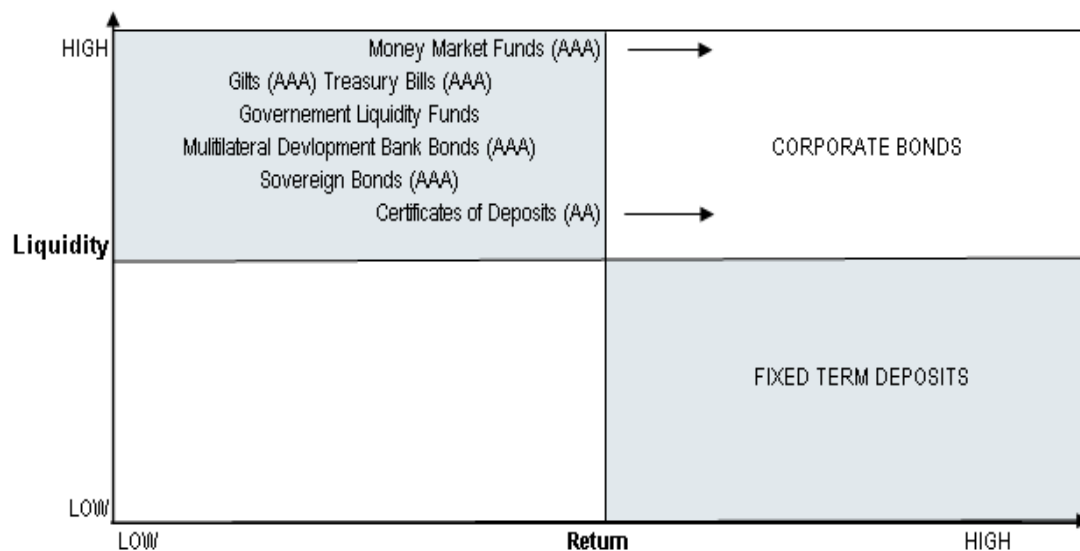 HIGH
Money Market Funds (AAA)
Gilts (AAA) Treasury Bills (AAA)
Governement Liquidity Funds
Mulitilateral Devlopment Bank Bonds (AAA)
Sovereign Bonds (AAA)
Certificates of Deposits (AA)
CORPORATE BONDS
Liquidity
FIXED TERM DEPOSITS
LOW
LOW
Return
HIGH